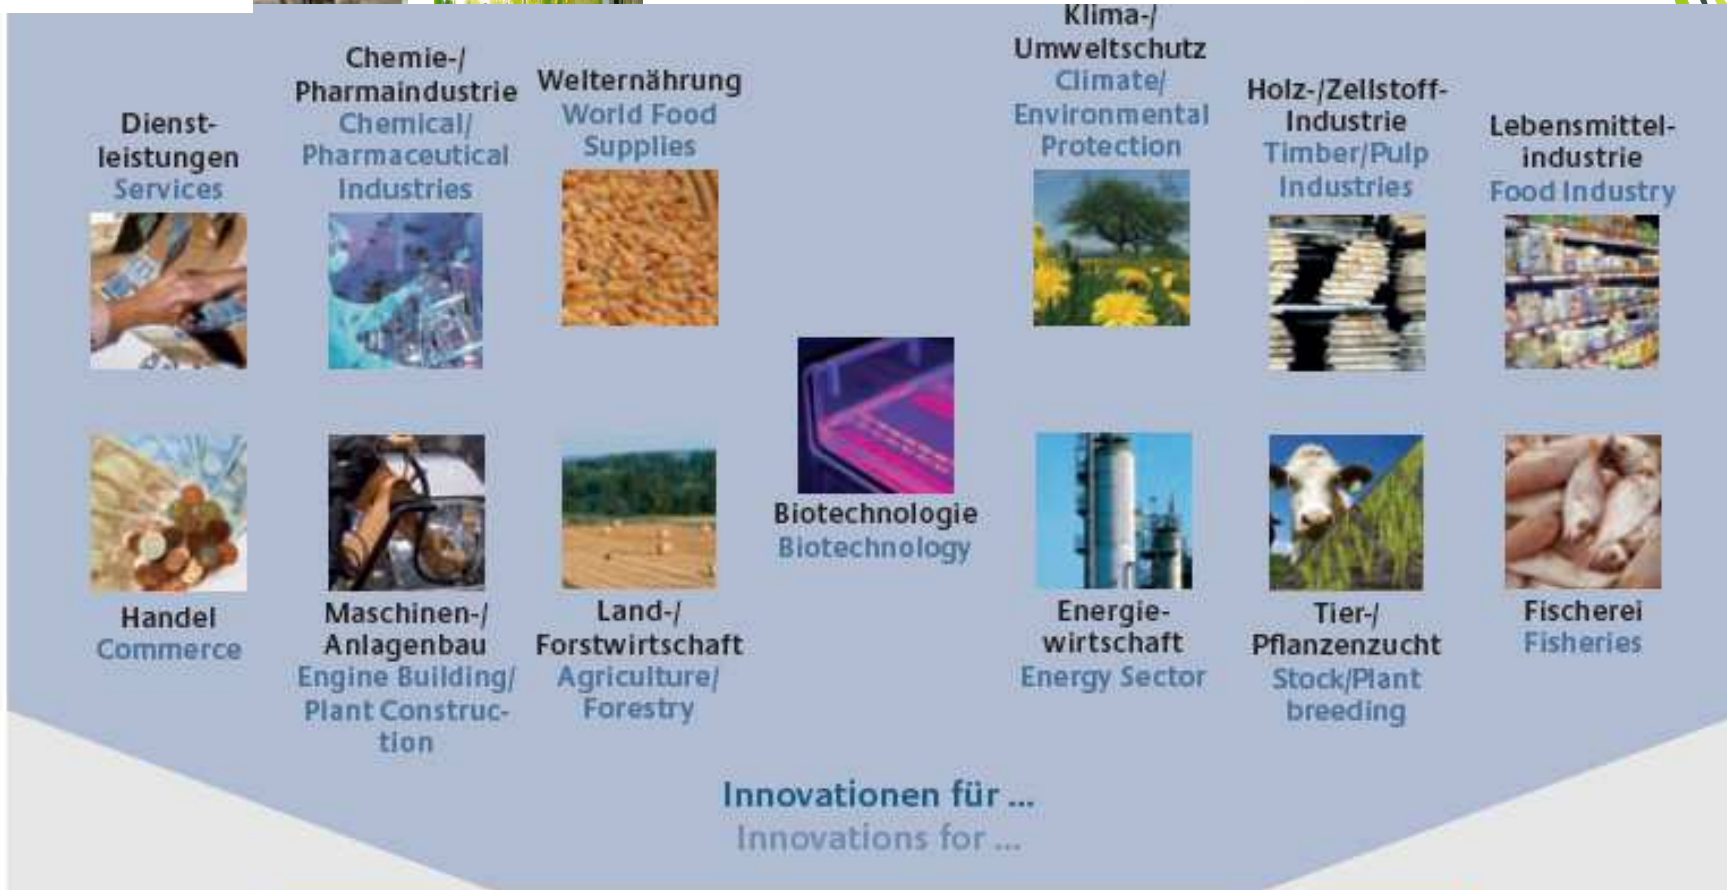 Dienst-
leistungen
Services
Chemie-/
Pharmaindustrie
Chemical/
Pharmaceutical
Industries
Welternährung
World Food
Supplies
Klima-/
Umweltschutz
Climate/
Environmental
Protection
Holz-/Zellstoff-
Industrie
Timber/Pulp
Industries
Lebensmittel-
industrie
Food Industry
Handel
Commerce
Maschinen-/
Anlagenbau
Engine Building/
Plant Construc-
tion
Land-/
Forstwirtschaft
Agriculture/
Forestry
Biotechnologie
Biotechnology
Energie-
wirtschaft
Energy Sector
Tier-/
Pflanzenzucht
Stock/Plant
breeding
Fischerei
Fisheries
Innovationen für ...
Innovations for ...